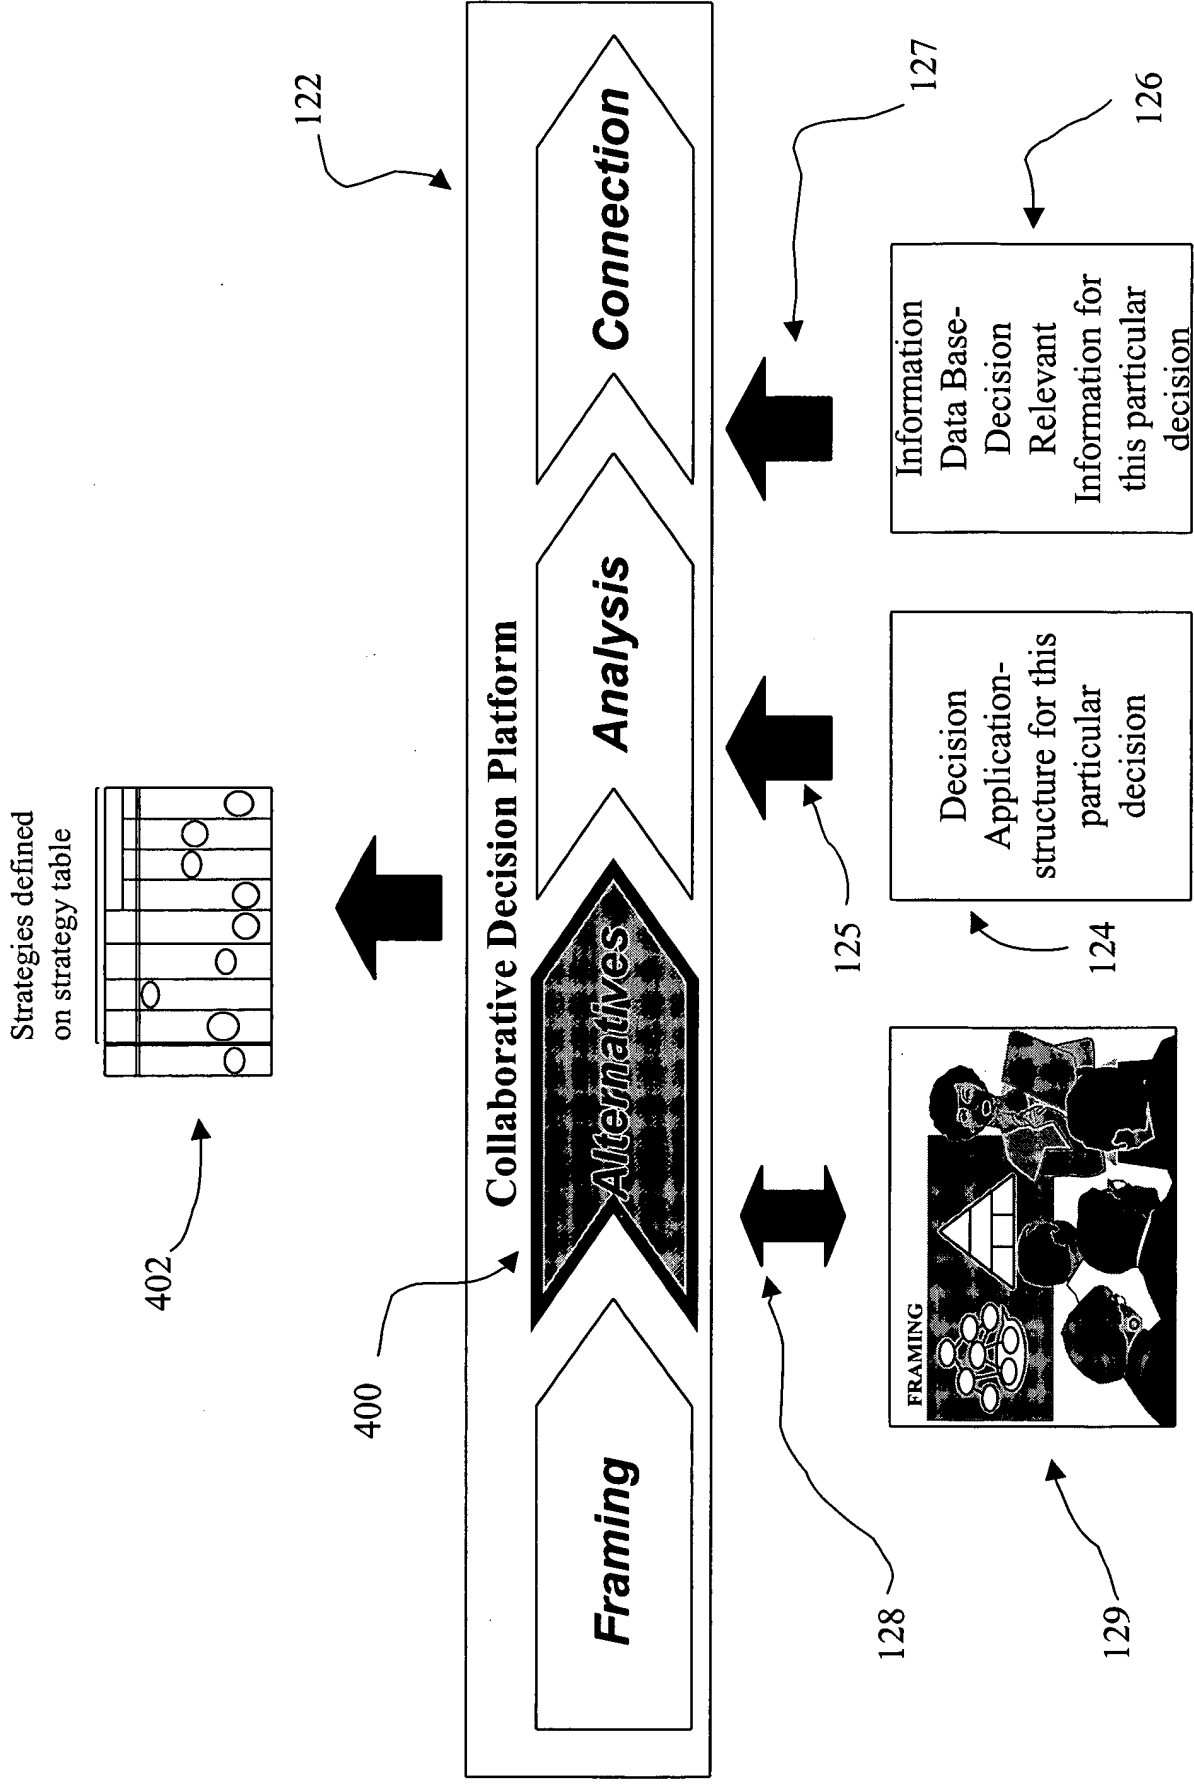 Strategies defined
on strategy table
402
122
400
Collaborative Decision Platform
Framing
Alternatives
Analysis
Connection
128
125
127
FRAMING
129
Decision
Application-
structure for this
particular
decision
124
Information
Data Base-
Decision
Relevant
Information for
this particular
decision
126